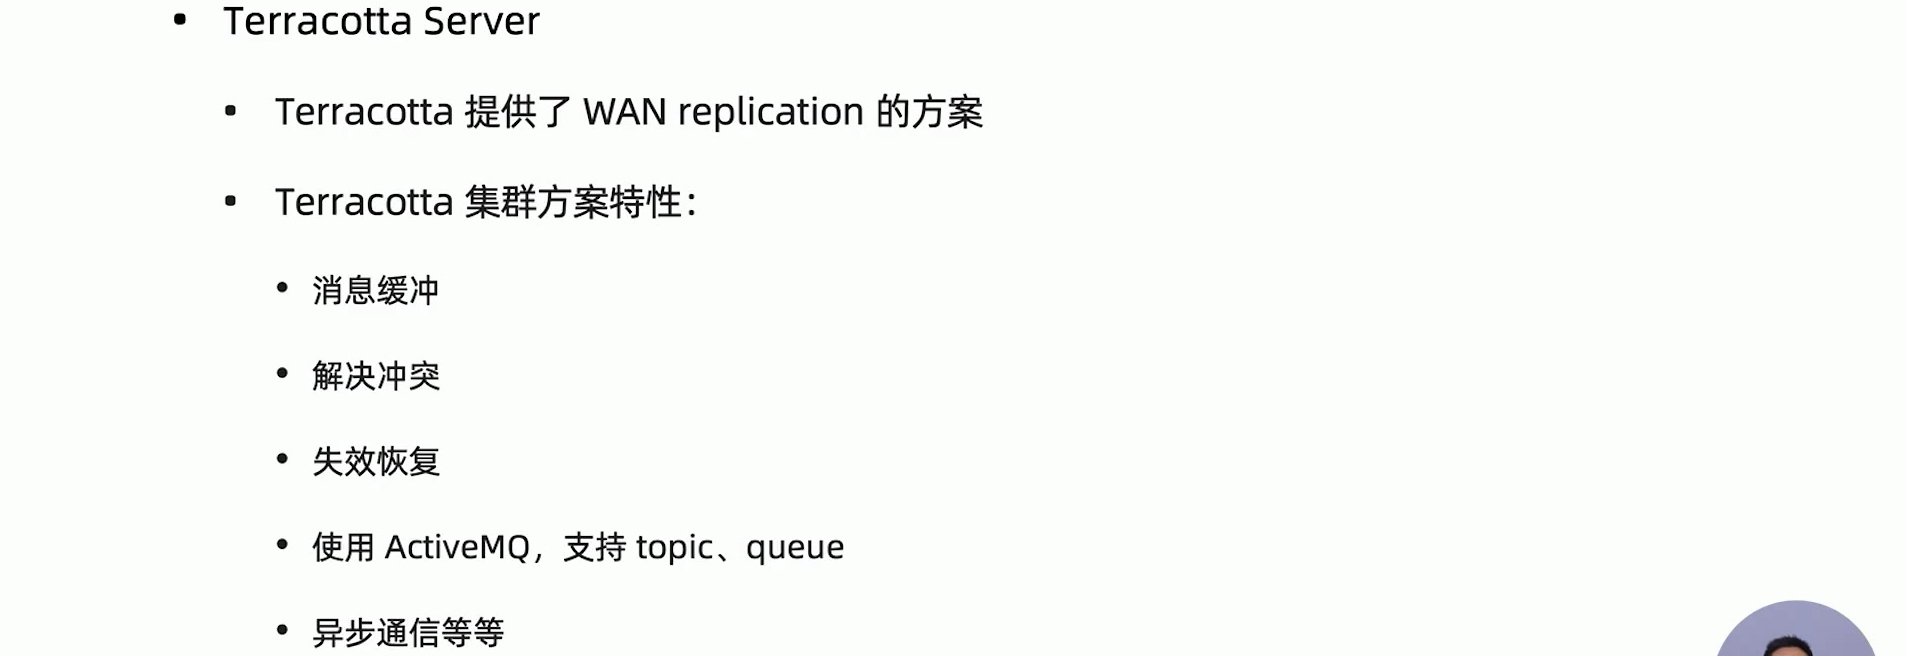 • Terracotta Server
• Terracotta 提供了 WAN replication 的方案
• Terracotta 集群方案特性：
• 消息缓冲
• 解决冲突
• 失效恢复
• 使用 ActiveMQ，支持 topic、queue
• 异步通信等等